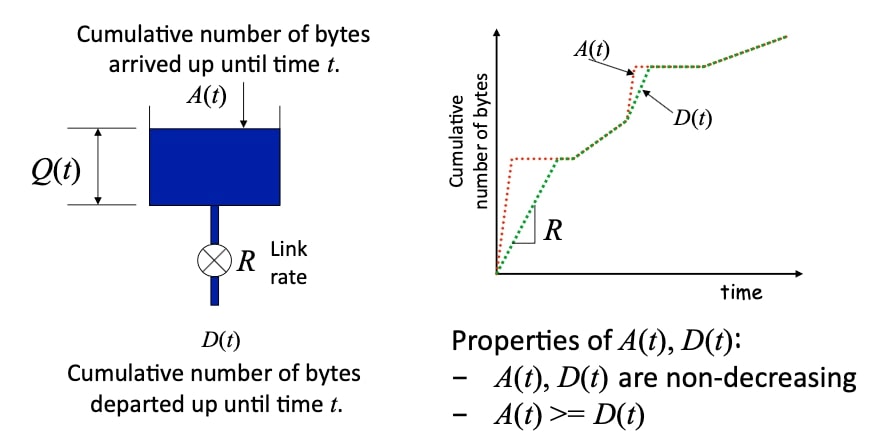 Cumulative number of bytes
arrived up until time t.
A(t)
Q(t)
R
Link
rate
D(t)
Cumulative number of bytes
departed up until time t.
Cumulative
number of bytes
A(t)
D(t)
R
time
Properties of A(t), D(t):
– A(t), D(t) are non-decreasing
– A(t) >= D(t)